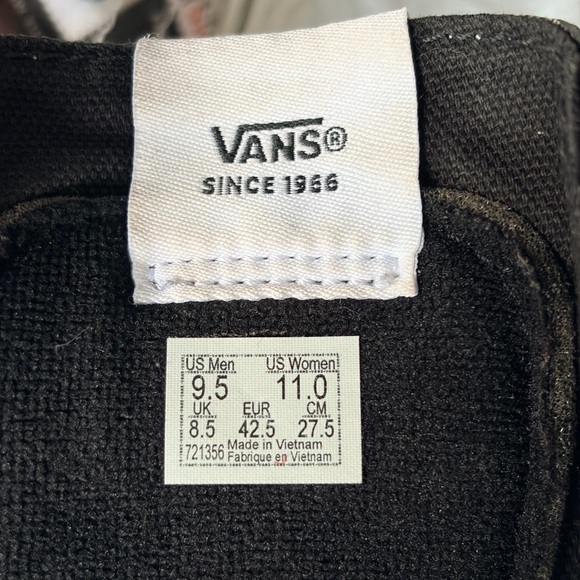 VANS®
SINCE 1966
US Men US Women
9.5 11.0
UK EUR CM
8.5 42.5 27.5
721356 Made in Vietnam
Fabrique en Vietnam